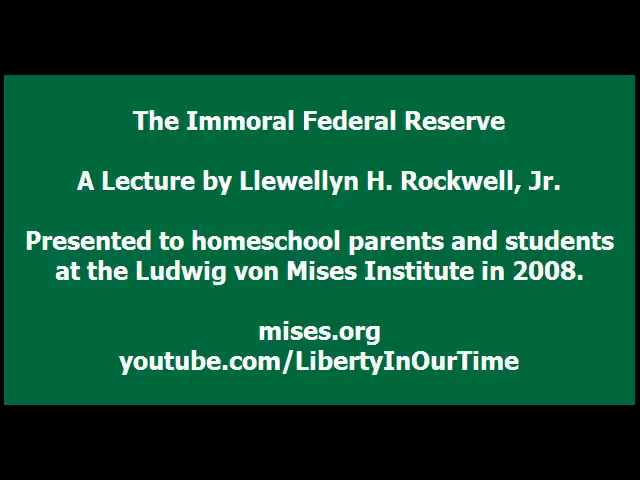 The Immoral Federal Reserve
A Lecture by Llewellyn H. Rockwell, Jr.
Presented to homeschool parents and students
at the Ludwig von Mises Institute in 2008.
mises.org
youtube.com/LibertyInOurTime